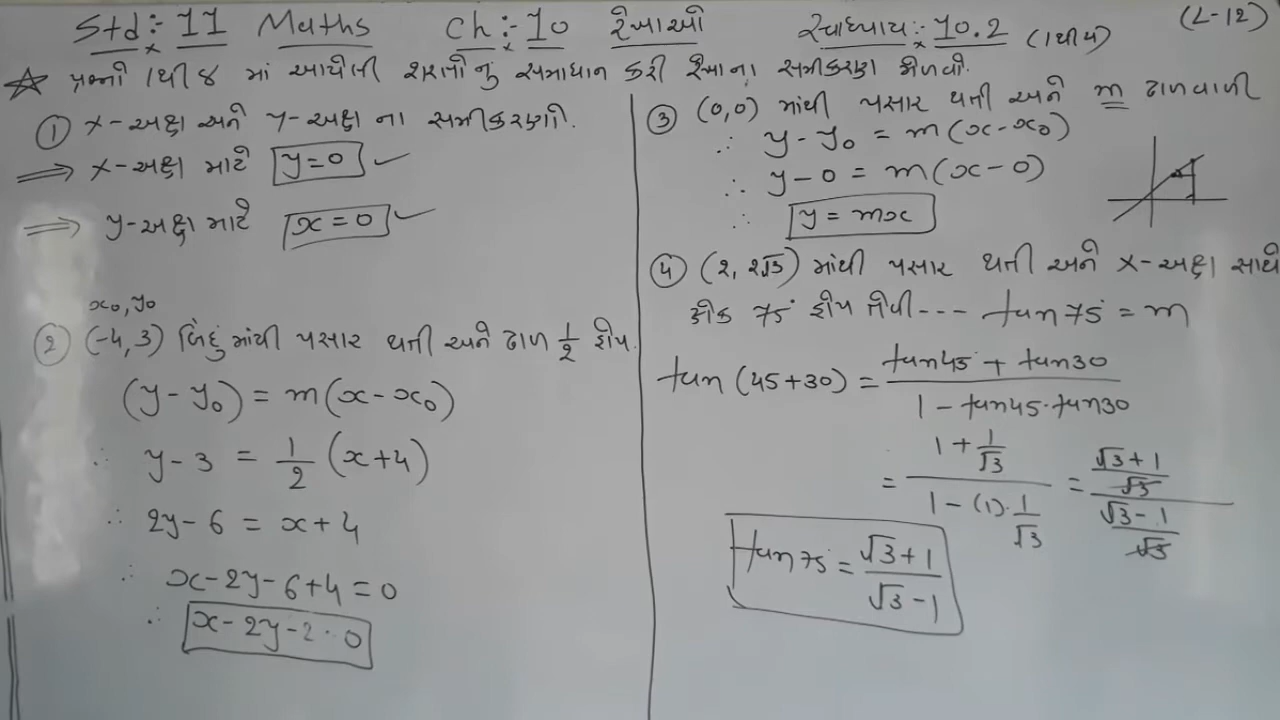 Std:- 11 Maths Ch:- 10 રેખાઓ સ્વાધ્યાય:- 10.2 (1થી4) (L-12)
☆ પ્રશ્નો 1થી ૪ માં આપેલી શરતોનું સમાધાન કરી રેખાના સમીકરણ મેળવો.
① x-અક્ષ અને y-અક્ષ ના સમીકરણો.
⟹ x-અક્ષ માટે y=0 ✓
⟹ y-અક્ષ માટે x=0 ✓
x₀, y₀
② (-4, 3) બિંદુમાંથી પસાર થતી અને ઢાળ 1/2 હોય.
(y-y₀) = m(x-x₀)
∴ y-3 = 1/2 (x+4)
∴ 2y-6 = x+4
∴ x-2y-6+4=0
∴ x-2y-2 0
③ (0,0) માંથી પસાર થતી અને m ઢાળવાળી
∴ y-y₀ = m(x-x₀)
∴ y-0 = m(x-0)
∴ y = mx
④ (2, 2√3) માંથી પસાર થતી અને x-અક્ષ સાથે
એક 75° હોય તેવી--- tan75° = m
tan(45+30) = (tan45 + tan30)/(1-tan45·tan30)
= (1+1/√3)/(1-(1)·1/√3) = ((√3+1)/√3)/((√3-1)/√3)
tan75 = (√3+1)/(√3-1)